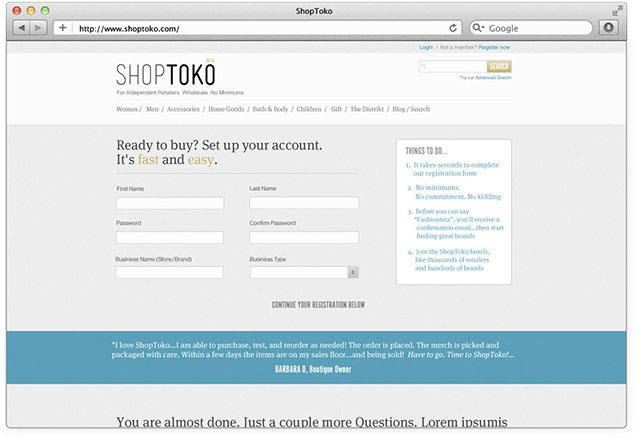 ShopToko
http://www.shoptoko.com/
Google
Login / Not a member? Register now.
BETA
SHOPTOKO
SEARCH
For Independent Retailers. Wholesale. No Minimums.
Try our Advanced Search
Women / Men / Accessories / Home Goods / Bath & Body / Children / Gift / The Distrikt / Blog / Search
Ready to buy? Set up your account.
It's fast and easy.
First Name
Last Name
Password
Confirm Password
Business Name (Store/Brand)
Business Type
THINGS TO DO...
1. It takes seconds to complete
our registration form
2. No minimums.
No commitment. No kidding
3. Before you can say
"Fashionista", you'll receive a
confirmation email...then start
finding great brands
4. Join the ShopToko family,
like thousands of retailers
and hundreds of brands
CONTINUE YOUR REGISTRATION BELOW
"I love ShopToko...I am able to purchase, test, and reorder as needed! The order is placed. The merch is picked and
packaged with care. Within a few days the items are on my sales floor...and being sold! Have to go. Time to ShopToko!...
BARBARA D, Boutique Owner
You are almost done. Just a couple more Questions. Lorem ipsumis